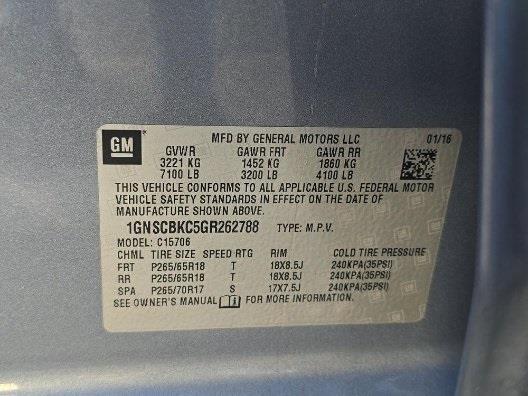 GM
MFD BY GENERAL MOTORS LLC 01/16
GVWR GAWR FRT GAWR RR
3221 KG 1452 KG 1860 KG
7100 LB 3200 LB 4100 LB
THIS VEHICLE CONFORMS TO ALL APPLICABLE U.S. FEDERAL MOTOR
VEHICLE SAFETY STANDARDS IN EFFECT ON THE DATE OF
MANUFACTURE SHOWN ABOVE.
1GNSCBKC5GR262788 TYPE: M.P.V.
MODEL: C15706
CHML TIRE SIZE SPEED RTG RIM COLD TIRE PRESSURE
FRT P265/65R18 T 18X8.5J 240KPA(35PSI)
RR P265/65R18 T 18X8.5J 240KPA(35PSI)
SPA P265/70R17 S 17X7.5J 240KPA(35PSI)
SEE OWNER'S MANUAL FOR MORE INFORMATION.